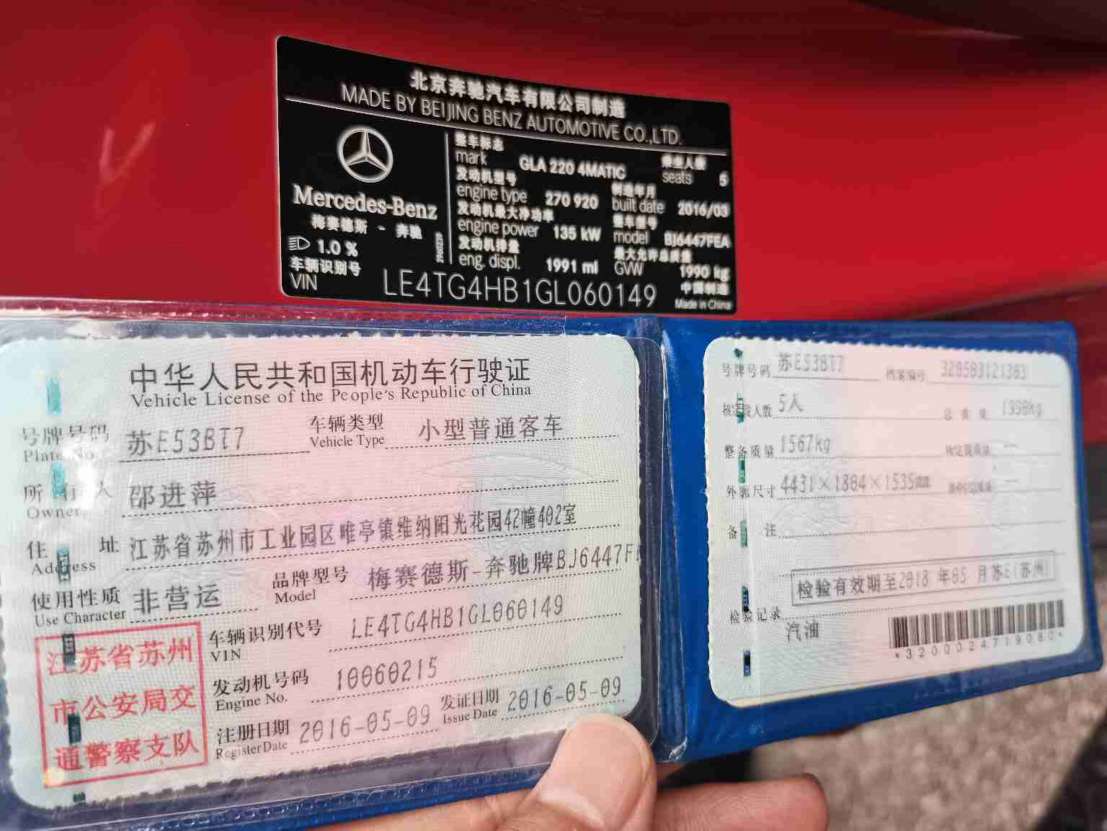 北京奔驰汽车有限公司制造
MADE BY BEIJING BENZ AUTOMOTIVE CO.,LTD.
Mercedes-Benz
梅赛德斯 - 奔驰
1.0 %
整车标志
mark GLA 220 4MATIC
乘坐人数
seats 5
发动机型号
engine type 270 920
制造年月
built date 2016/03
发动机最大净功率
engine power 135 kW
整车型号
model BJ6447FEA
发动机排量
eng. displ. 1991 ml
最大允许总质量
GVW 1990 kg
车辆识别号
VIN LE4TG4HB1GL060149
中国制造
Made in China
中华人民共和国机动车行驶证
Vehicle License of the People's Republic of China
号牌号码 苏E53BT7 车辆类型 小型普通客车
Plate No. Vehicle Type
所有人 邵进萍
Owner
住址 江苏省苏州市工业园区唯亭镇维纳阳光花园42幢402室
Address
使用性质 非营运 品牌型号 梅赛德斯-奔驰牌BJ6447F
Use Character Model
江苏省苏州
市公安局交
通警察支队
车辆识别代号 LE4TG4HB1GL060149
VIN
发动机号码 10060215
Engine No.
注册日期 2016-05-09 发证日期 2016-05-09
Register Date Issue Date
号牌号码 苏E53BT7 档案编号 320583121383
核定载人数 5人 总质量 1990kg
整备质量 1567kg 核定载质量
外廓尺寸 4431×1804×1535
备注
检验有效期至2018年05月苏E(苏州)
检验记录
汽油
*3200024719080*